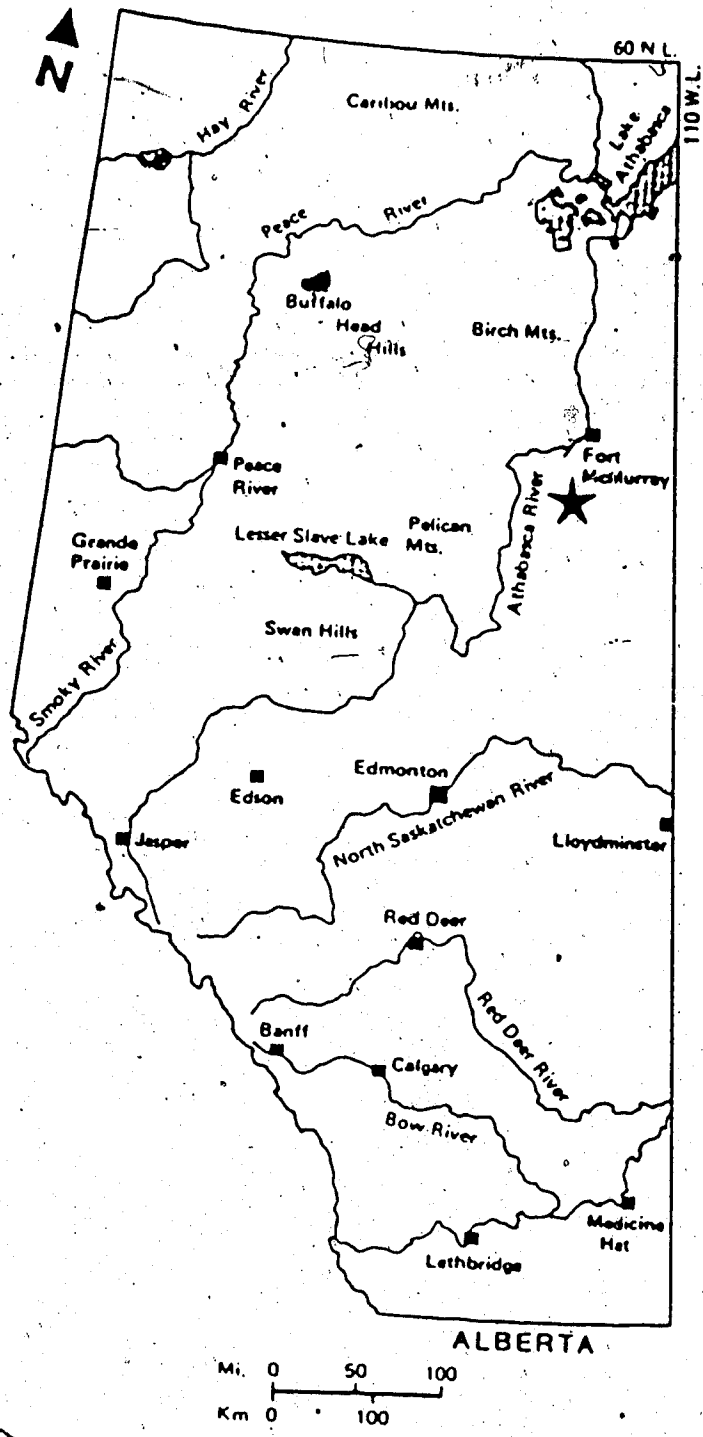 N
60 N L.
110 W.L.
Hay River
Caribou Mts.
Lake
Athabasca
Peace River
Buffalo
Head
Hills
Birch Mts.
Fort
McMurray
Peace
River
Athabasca River
Pelican
Mts.
Lesser Slave Lake
Grande
Prairie
Swan Hills
Smoky River
Edmonton
Edson
North Saskatchewan River
Jasper
Lloydminster
Red Deer
Red Deer River
Banff
Calgary
Bow River
Medicine
Hat
Lethbridge
ALBERTA
Mi. 0 50 100
Km 0 100